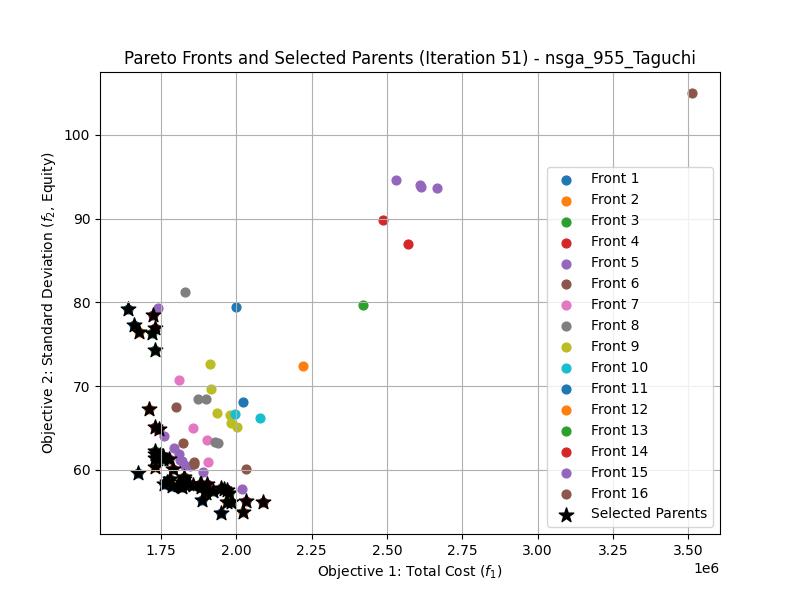 Pareto Fronts and Selected Parents (Iteration 51) - nsga_955_Taguchi
Objective 2: Standard Deviation (f₂, Equity)
100
90
80
70
60
Front 1
Front 2
Front 3
Front 4
Front 5
Front 6
Front 7
Front 8
Front 9
Front 10
Front 11
Front 12
Front 13
Front 14
Front 15
Front 16
Selected Parents
1.75 2.00 2.25 2.50 2.75 3.00 3.25 3.50
1e6
Objective 1: Total Cost (f₁)